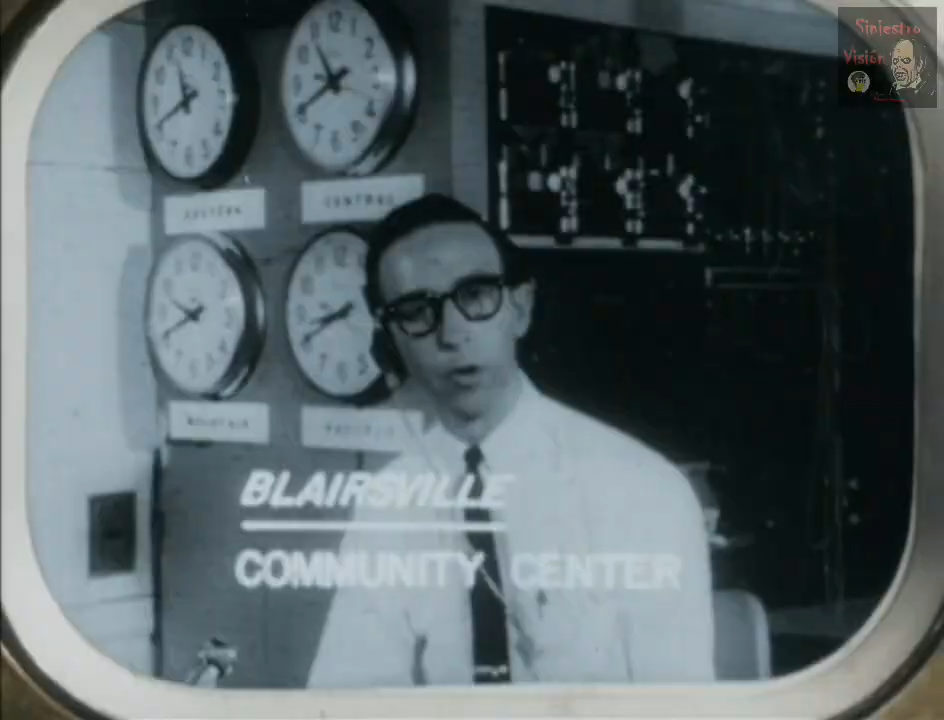 Siniestro
Visión
EASTERN
CENTRAL
MOUNTAIN
PACIFIC
BLAIRSVILLE
COMMUNITY CENTER